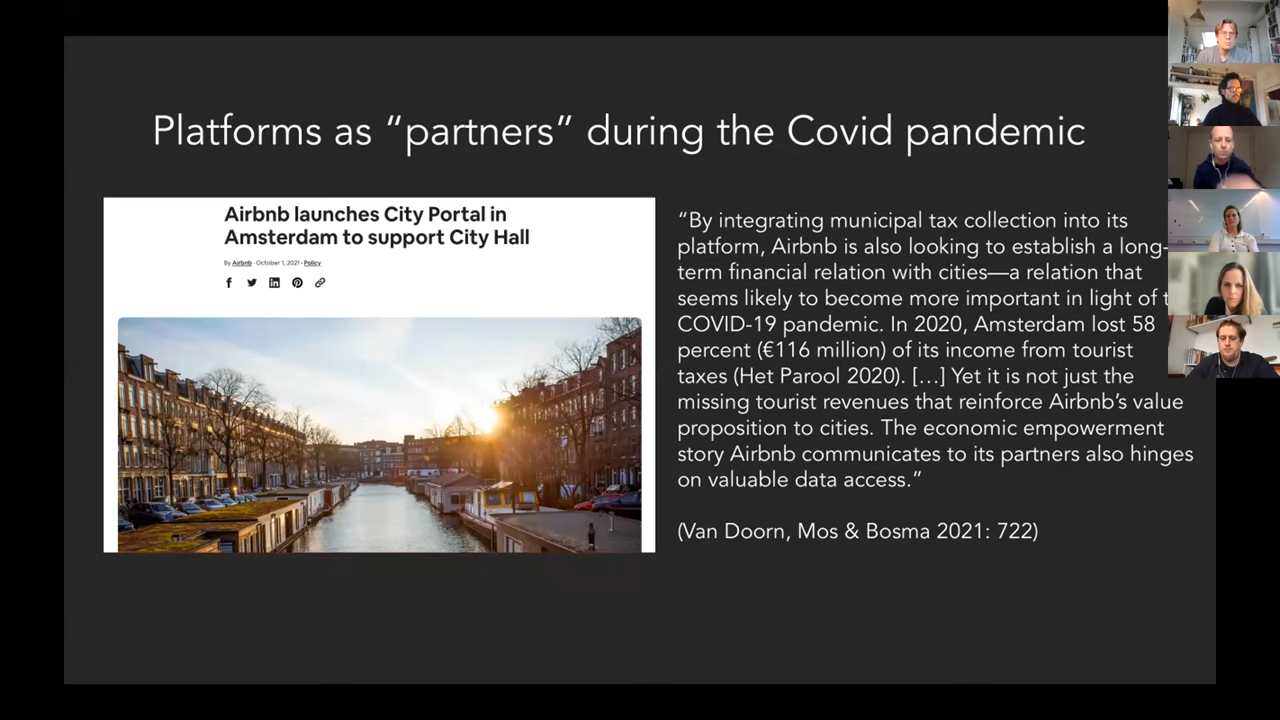 Platforms as “partners” during the Covid pandemic
Airbnb launches City Portal in
Amsterdam to support City Hall
By Airbnb · October 1, 2021 · Policy
“By integrating municipal tax collection into its
platform, Airbnb is also looking to establish a long-
term financial relation with cities—a relation that
seems likely to become more important in light of
COVID-19 pandemic. In 2020, Amsterdam lost 58
percent (€116 million) of its income from tourist
taxes (Het Parool 2020). […] Yet it is not just the
missing tourist revenues that reinforce Airbnb’s value
proposition to cities. The economic empowerment
story Airbnb communicates to its partners also hinges
on valuable data access.”
(Van Doorn, Mos & Bosma 2021: 722)